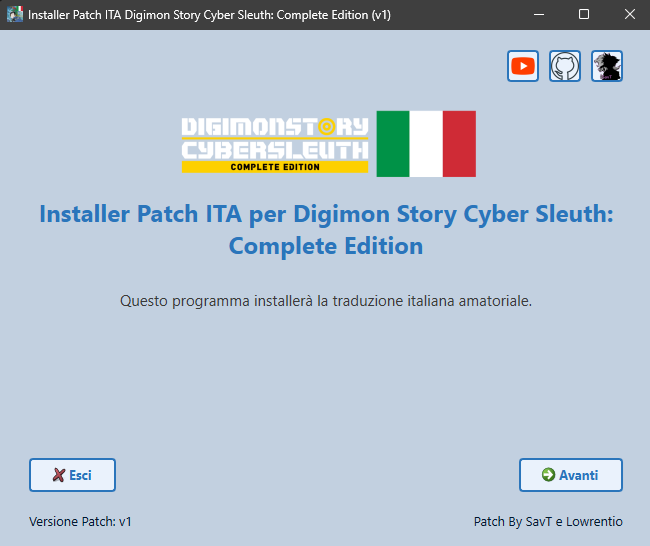 Installer Patch ITA Digimon Story Cyber Sleuth: Complete Edition (v1)
DIGIMONSTORY
CYBERSLEUTH
COMPLETE EDITION
Installer Patch ITA per Digimon Story Cyber Sleuth:
Complete Edition
Questo programma installerà la traduzione italiana amatoriale.
Esci
Avanti
Versione Patch: v1
Patch By SavT e Lowrentio